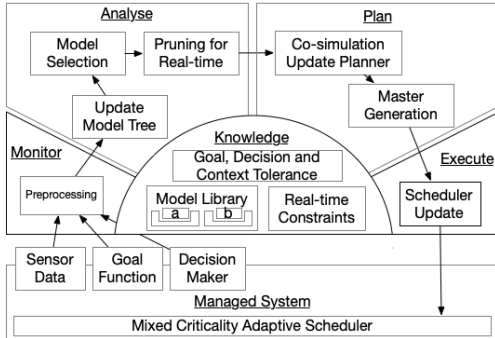 Analyse
Plan
Model
Selection
Pruning for
Real-time
Co-simulation
Update Planner
Update
Model Tree
Master
Generation
Monitor
Knowledge
Execute
Goal, Decision and
Context Tolerance
Preprocessing
Model Library
a
b
Real-time
Constraints
Scheduler
Update
Sensor
Data
Goal
Function
Decision
Maker
Managed System
Mixed Criticality Adaptive Scheduler